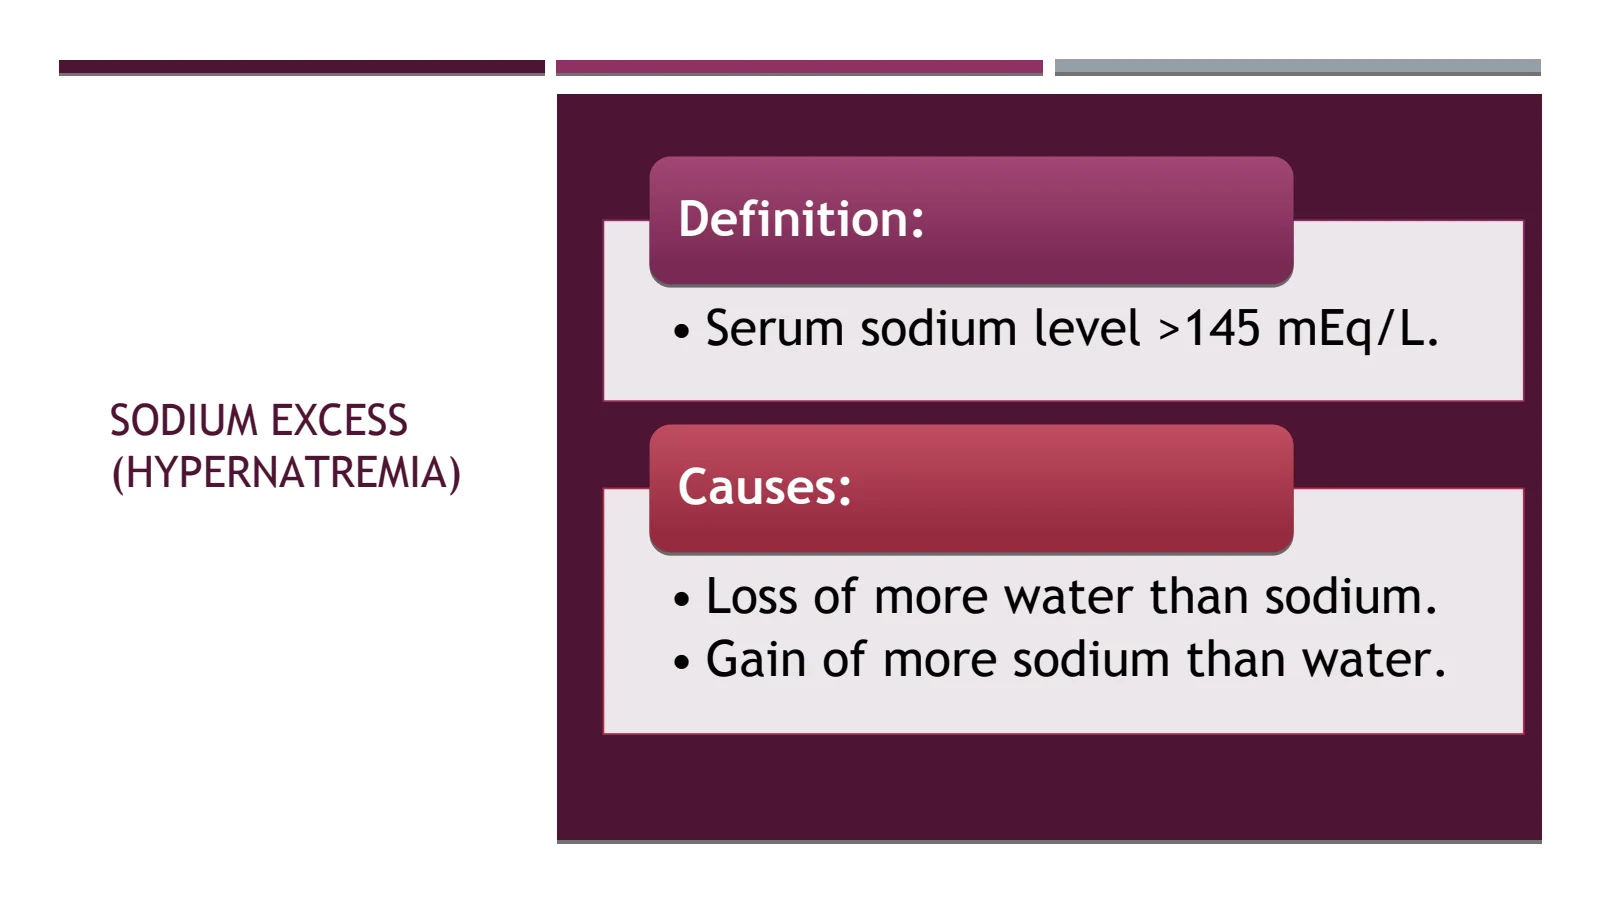 SODIUM EXCESS
(HYPERNATREMIA)
Definition:
• Serum sodium level >145 mEq/L.
Causes:
• Loss of more water than sodium.
• Gain of more sodium than water.